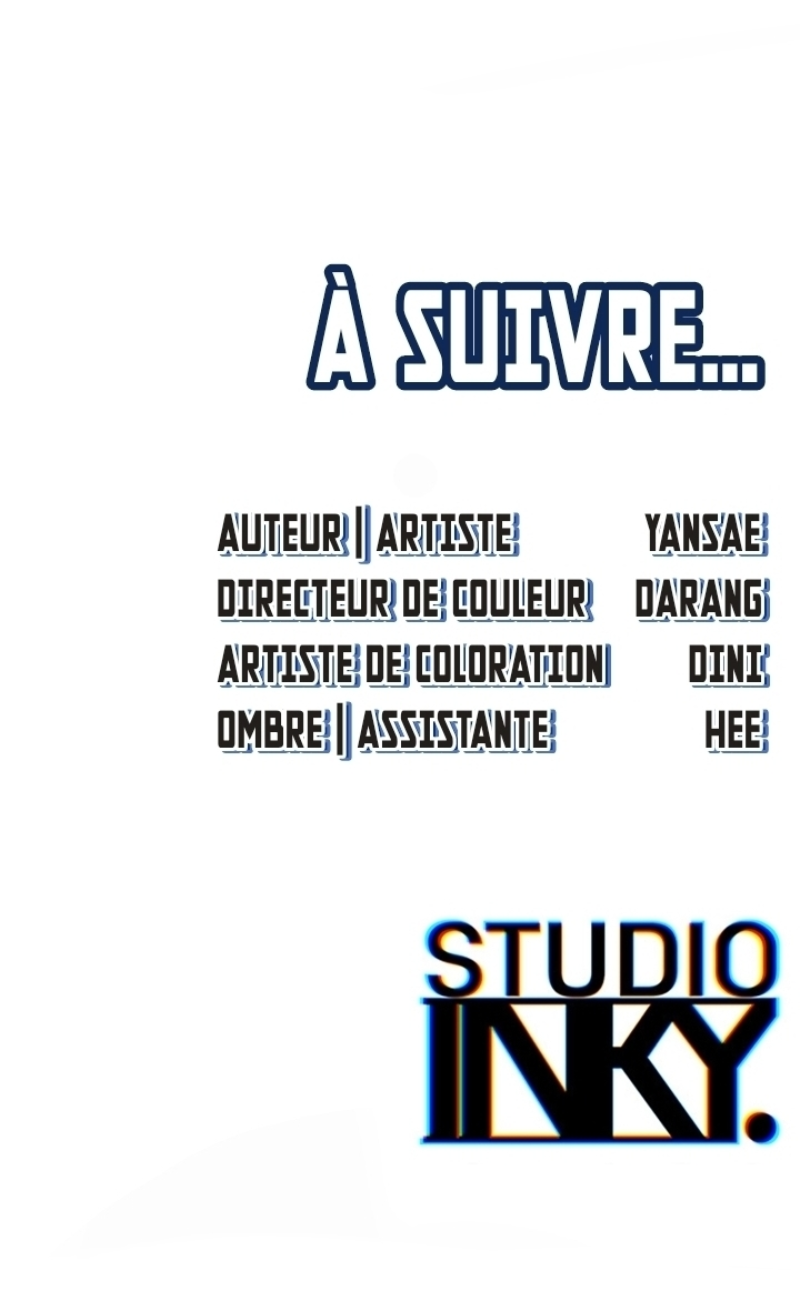 À SUIVRE...
AUTEUR | ARTISTE YANSAE
DIRECTEUR DE COULEUR DARANG
ARTISTE DE COLORATION DINI
OMBRE | ASSISTANTE HEE
STUDIO
INKY.